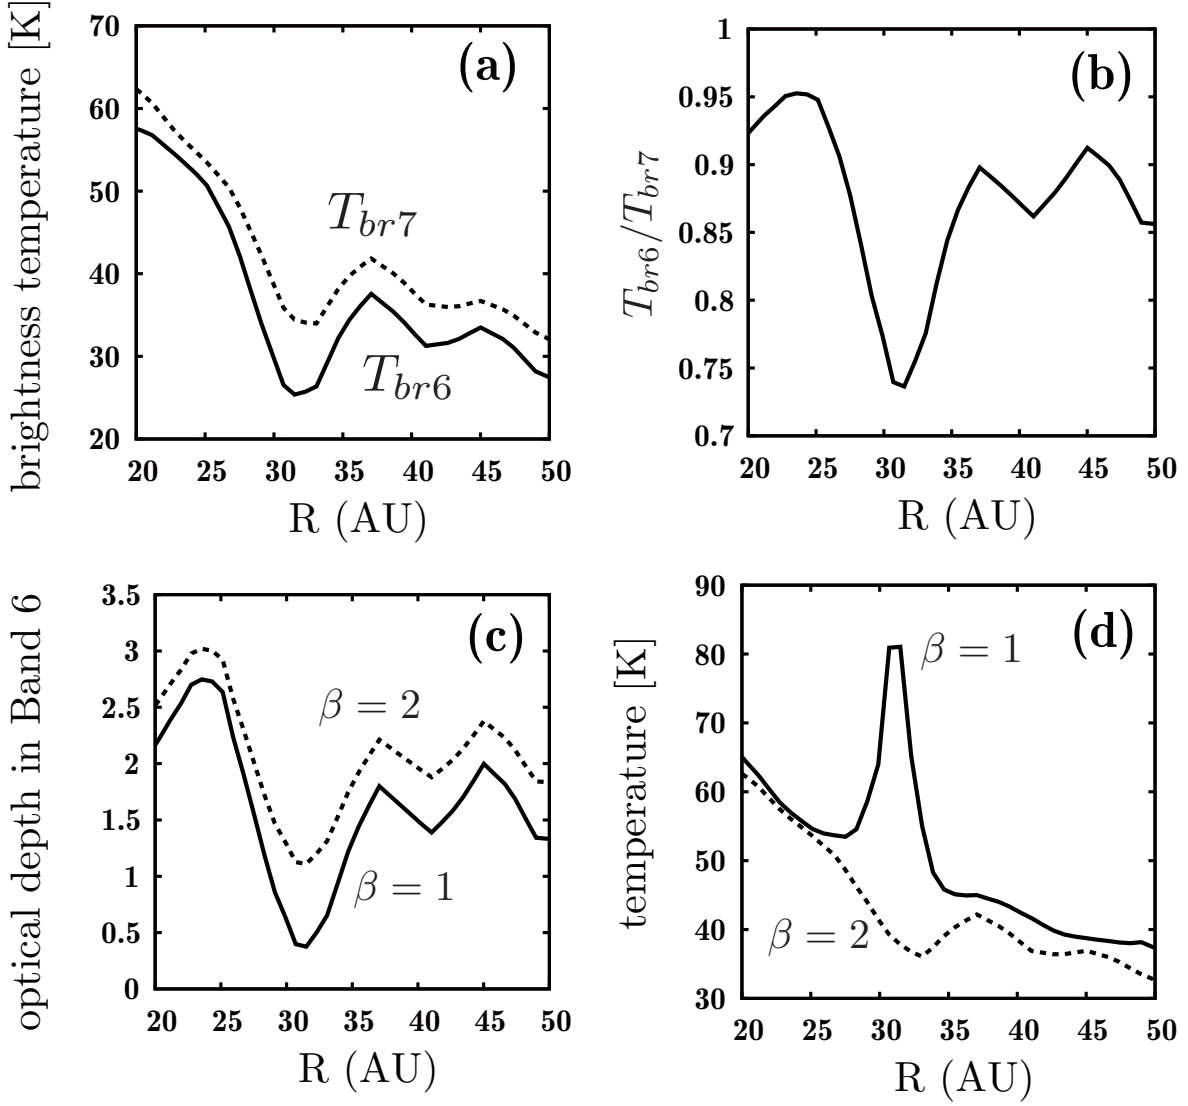 brightness temperature [K]
70
60
50
40
30
20
20 25 30 35 40 45 50
R (AU)
(a)
T_{br7}
T_{br6}
T_{br6}/T_{br7}
1
0.95
0.9
0.85
0.8
0.75
0.7
20 25 30 35 40 45 50
R (AU)
(b)
optical depth in Band 6
3.5
3
2.5
2
1.5
1
0.5
0
20 25 30 35 40 45 50
R (AU)
(c)
β = 2
β = 1
temperature [K]
90
80
70
60
50
40
30
20 25 30 35 40 45 50
R (AU)
(d)
β = 1
β = 2